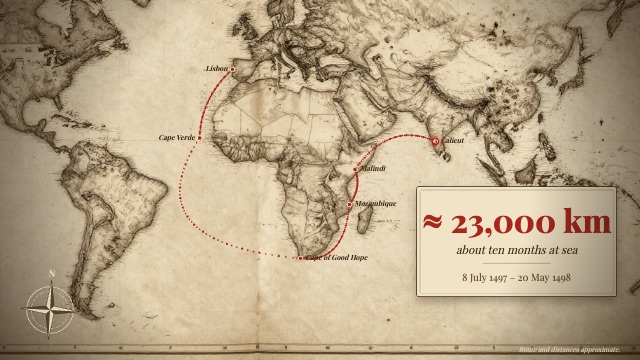 Lisbon
Cape Verde
Calicut
Malindi
Mozambique
Cape of Good Hope
≈ 23,000 km
about ten months at sea
8 July 1497 – 20 May 1498
N
Route and distances approximate.